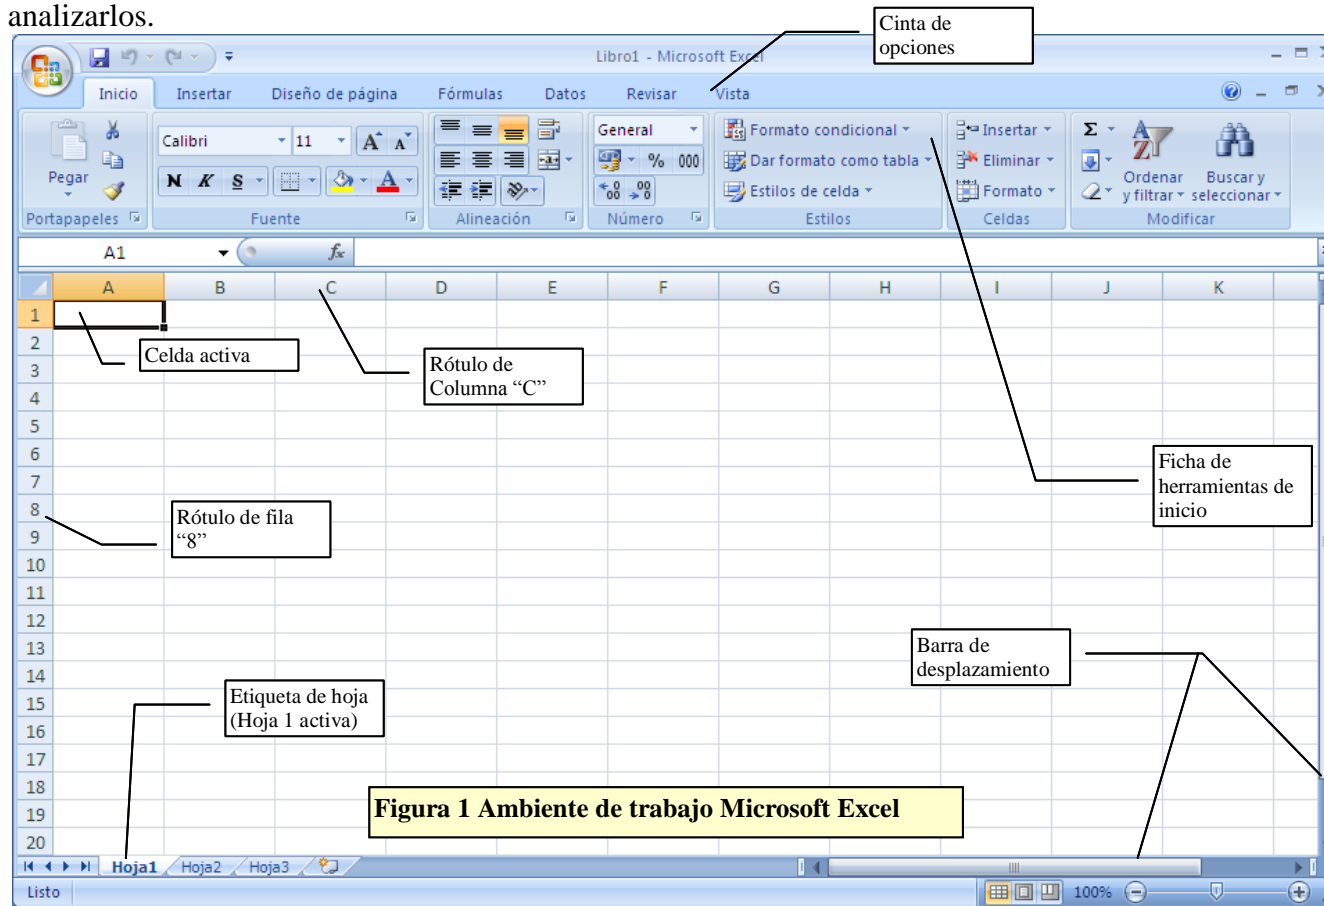 analizarlos.
Cinta de
opciones
Libro1 - Microsoft Excel
Inicio Insertar Diseño de página Fórmulas Datos Revisar Vista
Calibri 11 General Formato condicional Insertar Σ
Pegar % 000 Dar formato como tabla Eliminar Ordenar y filtrar Buscar y seleccionar
N K S A Estilos de celda Formato
Portapapeles Fuente Alineación Número Estilos Celdas Modificar
A1 fx
A B C D E F G H I J K
1
2
Celda activa
3
Rótulo de
Columna “C”
4
5
6
Ficha de
herramientas de
inicio
7
8
Rótulo de fila
“8”
9
10
11
12
13
Barra de
desplazamiento
14
15
Etiqueta de hoja
(Hoja 1 activa)
16
17
18
Figura 1 Ambiente de trabajo Microsoft Excel
19
20
Hoja1 Hoja2 Hoja3
Listo 100%